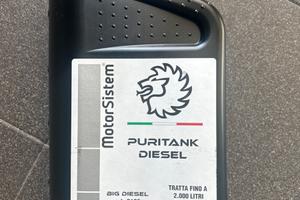 MotorSistem
PURITANK
DIESEL
BIG DIESEL
TRATTA FINO A
2.000 LITRI